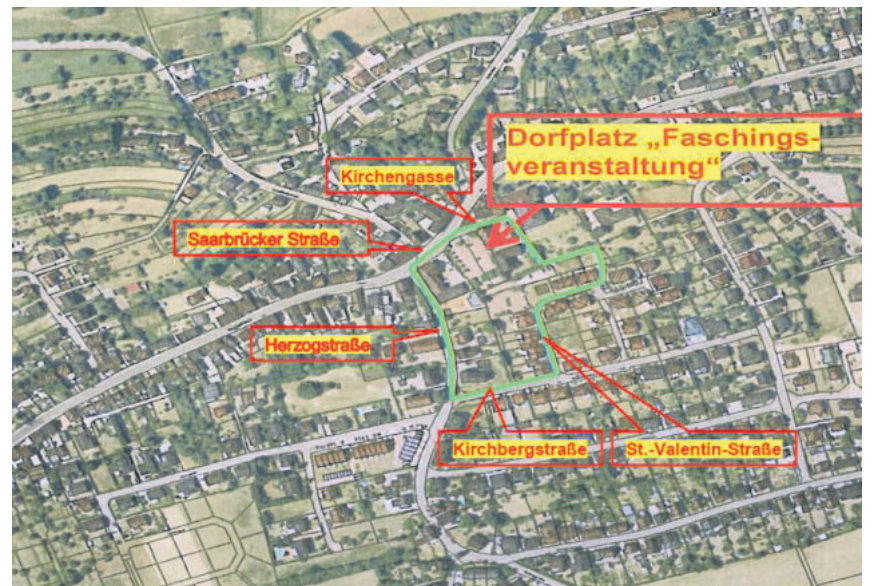 Dorfplatz „Faschings-
veranstaltung“
Kirchengasse
Saarbrücker Straße
Herzogstraße
Kirchbergstraße
St.-Valentin-Straße